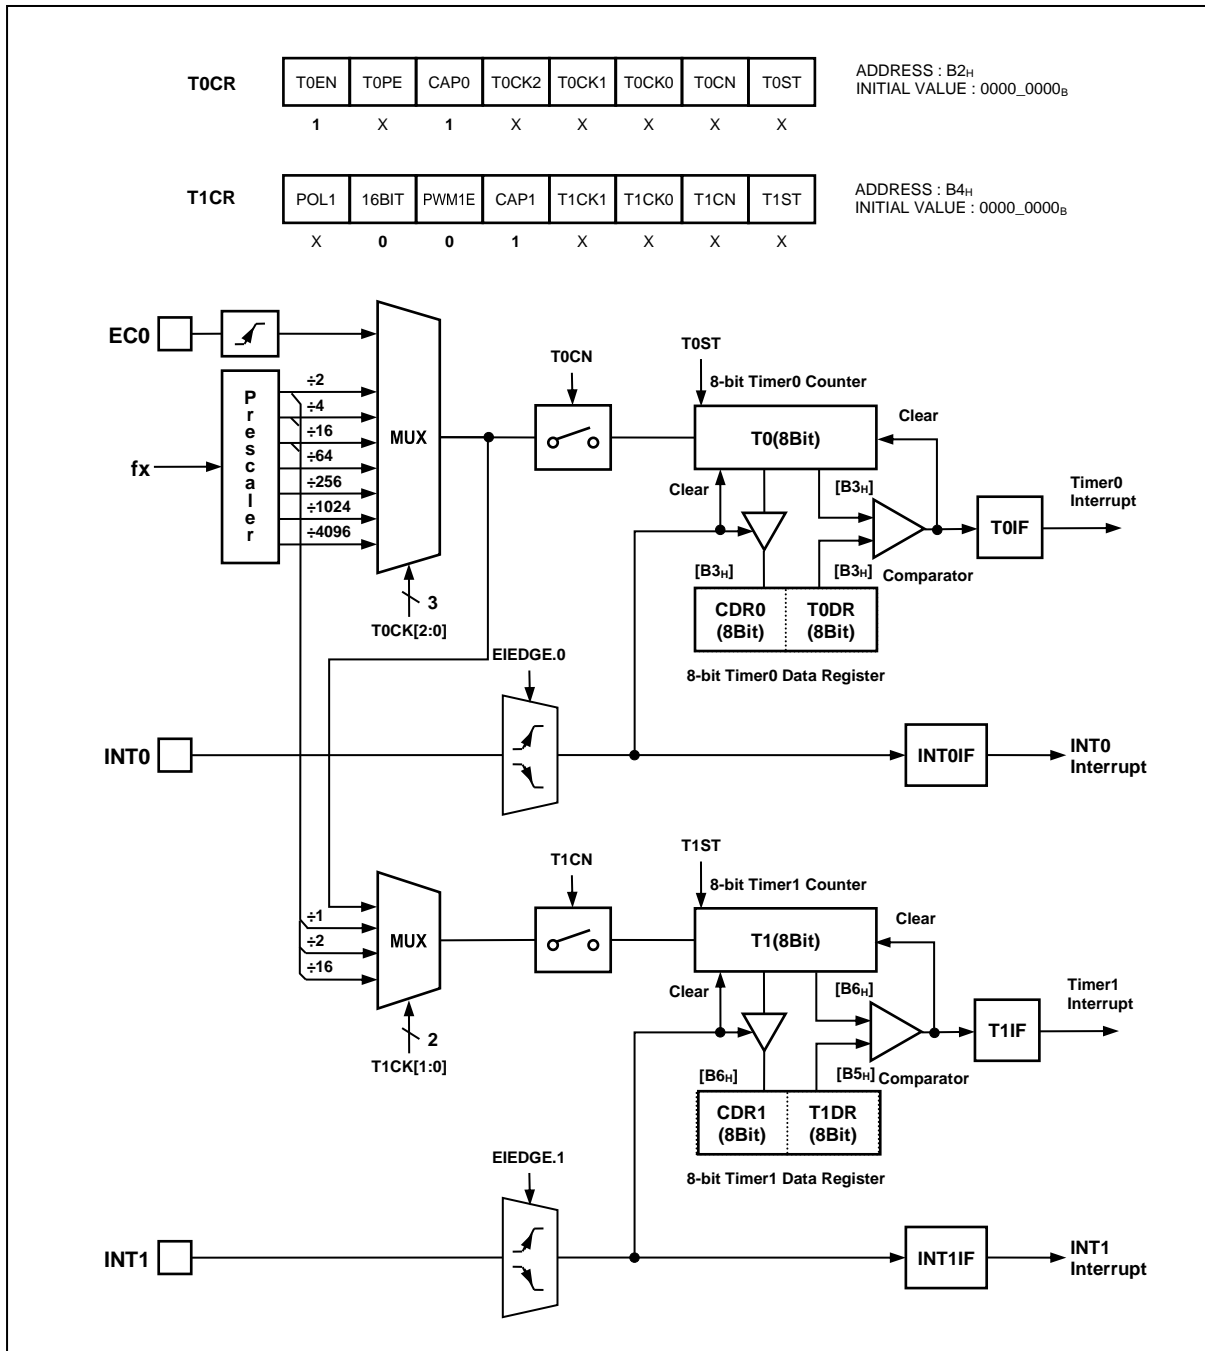 T0CR T0EN T0PE CAP0 T0CK2 T0CK1 T0CK0 T0CN T0ST ADDRESS : B2H
INITIAL VALUE : 0000_0000B
1 X 1 X X X X X
T1CR POL1 16BIT PWM1E CAP1 T1CK1 T1CK0 T1CN T1ST ADDRESS : B4H
INITIAL VALUE : 0000_0000B
X 0 0 1 X X X X
EC0
T0CN
T0ST
8-bit Timer0 Counter
Prescaler
÷2
÷4
÷16
÷64
÷256
÷1024
÷4096
fx
MUX
T0(8Bit)
Clear
Clear
[B3H]
Timer0
Interrupt
T0IF
[B3H]
[B3H]
Comparator
3
T0CK[2:0]
CDR0
(8Bit)
T0DR
(8Bit)
8-bit Timer0 Data Register
EIEDGE.0
INT0
INT0IF
INT0
Interrupt
T1CN
T1ST
8-bit Timer1 Counter
÷1
÷2
÷16
MUX
T1(8Bit)
Clear
Clear
[B6H]
Timer1
Interrupt
T1IF
2
T1CK[1:0]
[B6H]
[B5H]
Comparator
CDR1
(8Bit)
T1DR
(8Bit)
8-bit Timer1 Data Register
EIEDGE.1
INT1
INT1IF
INT1
Interrupt